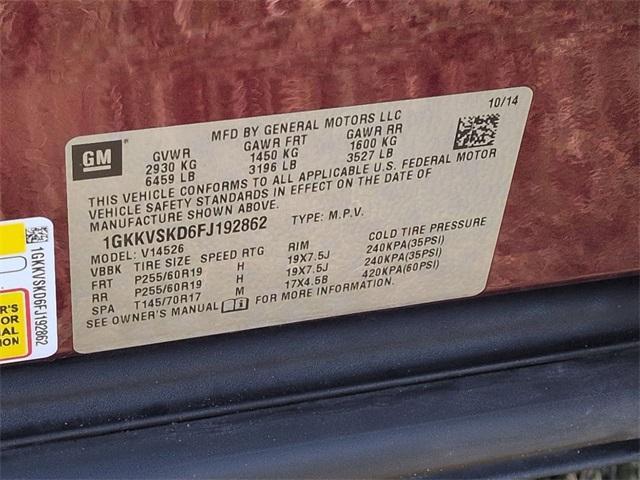 10/14
MFD BY GENERAL MOTORS LLC
GM
GVWR GAWR FRT GAWR RR
2930 KG 1450 KG 1600 KG
6459 LB 3196 LB 3527 LB
THIS VEHICLE CONFORMS TO ALL APPLICABLE U.S. FEDERAL MOTOR
VEHICLE SAFETY STANDARDS IN EFFECT ON THE DATE OF
MANUFACTURE SHOWN ABOVE.
1GKKVSKD6FJ192862 TYPE: M.P.V.
MODEL: V14526
VBBK TIRE SIZE SPEED RTG RIM COLD TIRE PRESSURE
FRT P255/60R19 H 19X7.5J 240KPA(35PSI)
RR P255/60R19 H 19X7.5J 240KPA(35PSI)
SPA T145/70R17 M 17X4.5B 420KPA(60PSI)
SEE OWNER'S MANUAL FOR MORE INFORMATION.
1GKKVSKD6FJ192862